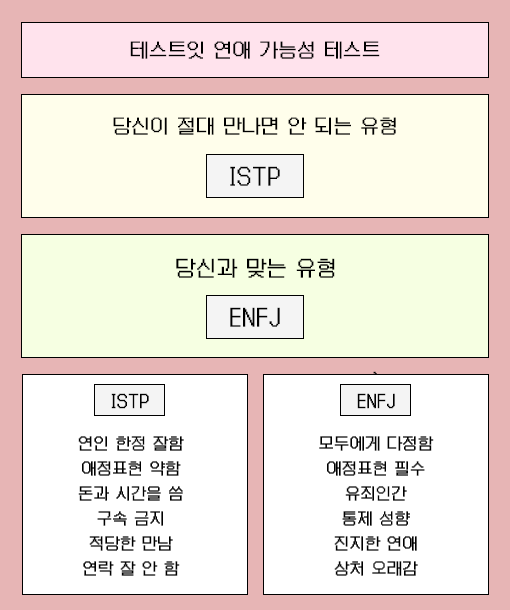 테스트잇 연애 가능성 테스트
당신이 절대 만나면 안 되는 유형
ISTP
당신과 맞는 유형
ENFJ
ISTP
연인 한정 잘함
애정표현 약함
돈과 시간을 씀
구속 금지
적당한 만남
연락 잘 안 함
ENFJ
모두에게 다정함
애정표현 필수
유죄인간
통제 성향
진지한 연애
상처 오래감